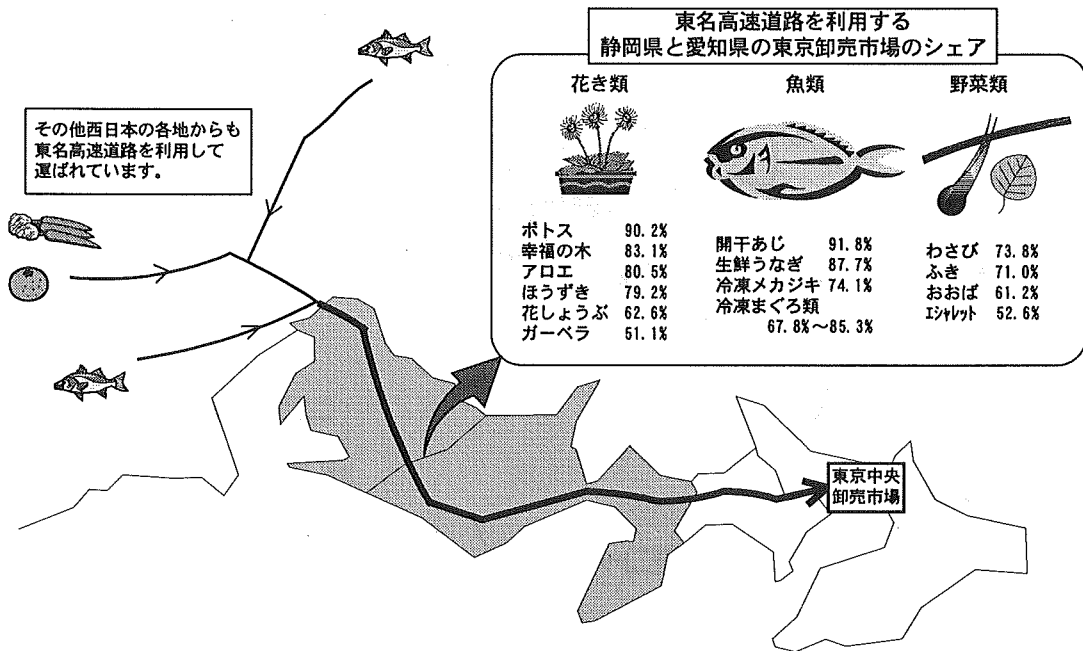 東名高速道路を利用する
静岡県と愛知県の東京卸売市場のシェア
その他西日本の各地からも
東名高速道路を利用して
運ばれています。
花き類
ポトス 90.2%
幸福の木 83.1%
アロエ 80.5%
ほうずき 79.2%
花しょうぶ 62.6%
ガーベラ 51.1%
魚類
開干あじ 91.8%
生鮮うなぎ 87.7%
冷凍メカジキ 74.1%
冷凍まぐろ類
67.8%～85.3%
野菜類
わさび 73.8%
ふき 71.0%
おおば 61.2%
ｴｼｬﾚｯﾄ 52.6%
東京中央
卸売市場